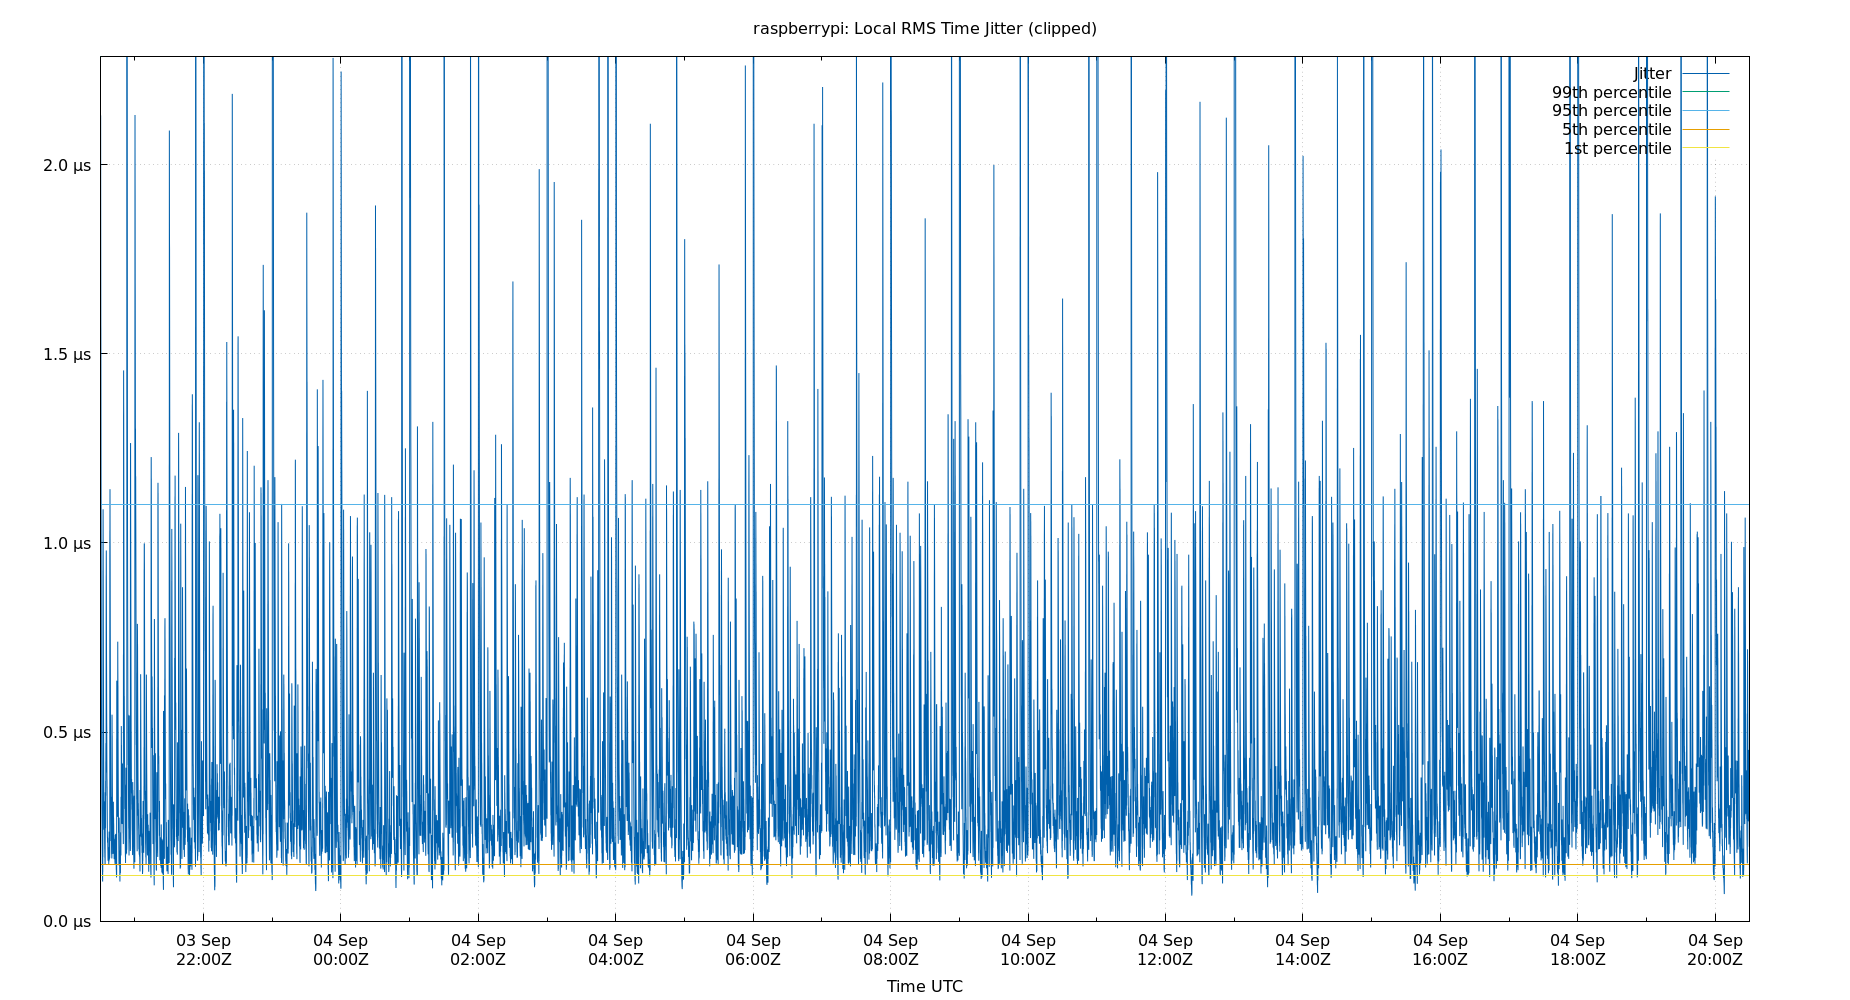 raspberrypi: Local RMS Time Jitter (clipped)
Jitter
99th percentile
95th percentile
5th percentile
1st percentile
2.0 µs
1.5 µs
1.0 µs
0.5 µs
0.0 µs
03 Sep 04 Sep 04 Sep 04 Sep 04 Sep 04 Sep 04 Sep 04 Sep 04 Sep 04 Sep 04 Sep 04 Sep
22:00Z 00:00Z 02:00Z 04:00Z 06:00Z 08:00Z 10:00Z 12:00Z 14:00Z 16:00Z 18:00Z 20:00Z
Time UTC